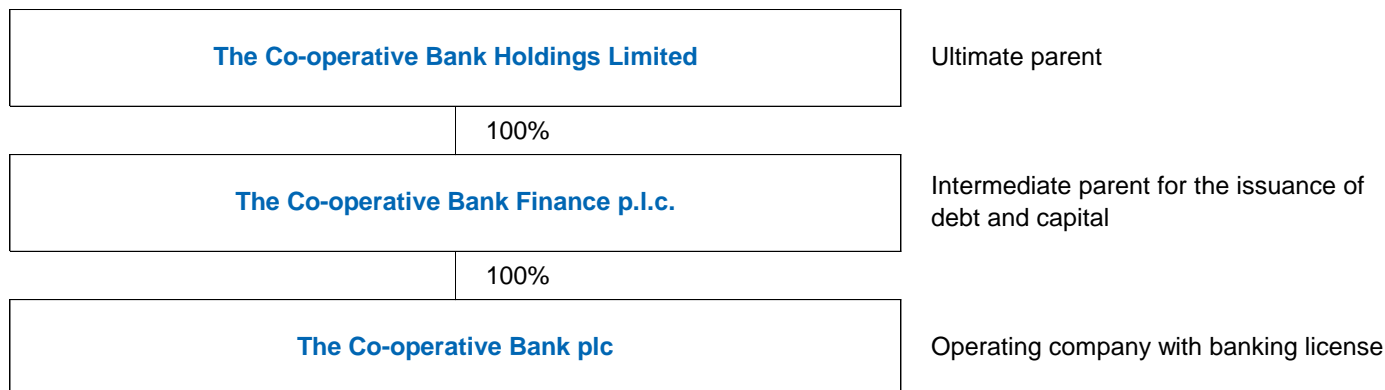 The Co-operative Bank Holdings Limited
Ultimate parent
100%
The Co-operative Bank Finance p.l.c.
Intermediate parent for the issuance of
debt and capital
100%
The Co-operative Bank plc
Operating company with banking license